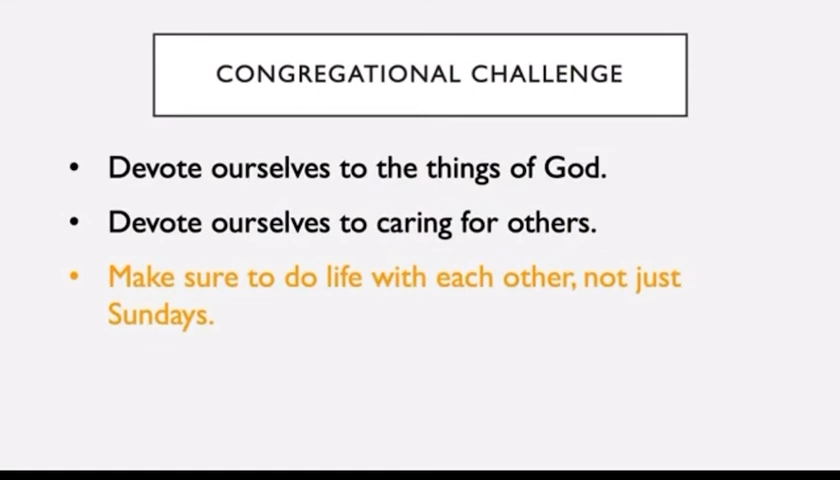 CONGREGATIONAL CHALLENGE
• Devote ourselves to the things of God.
• Devote ourselves to caring for others.
• Make sure to do life with each other, not just
Sundays.